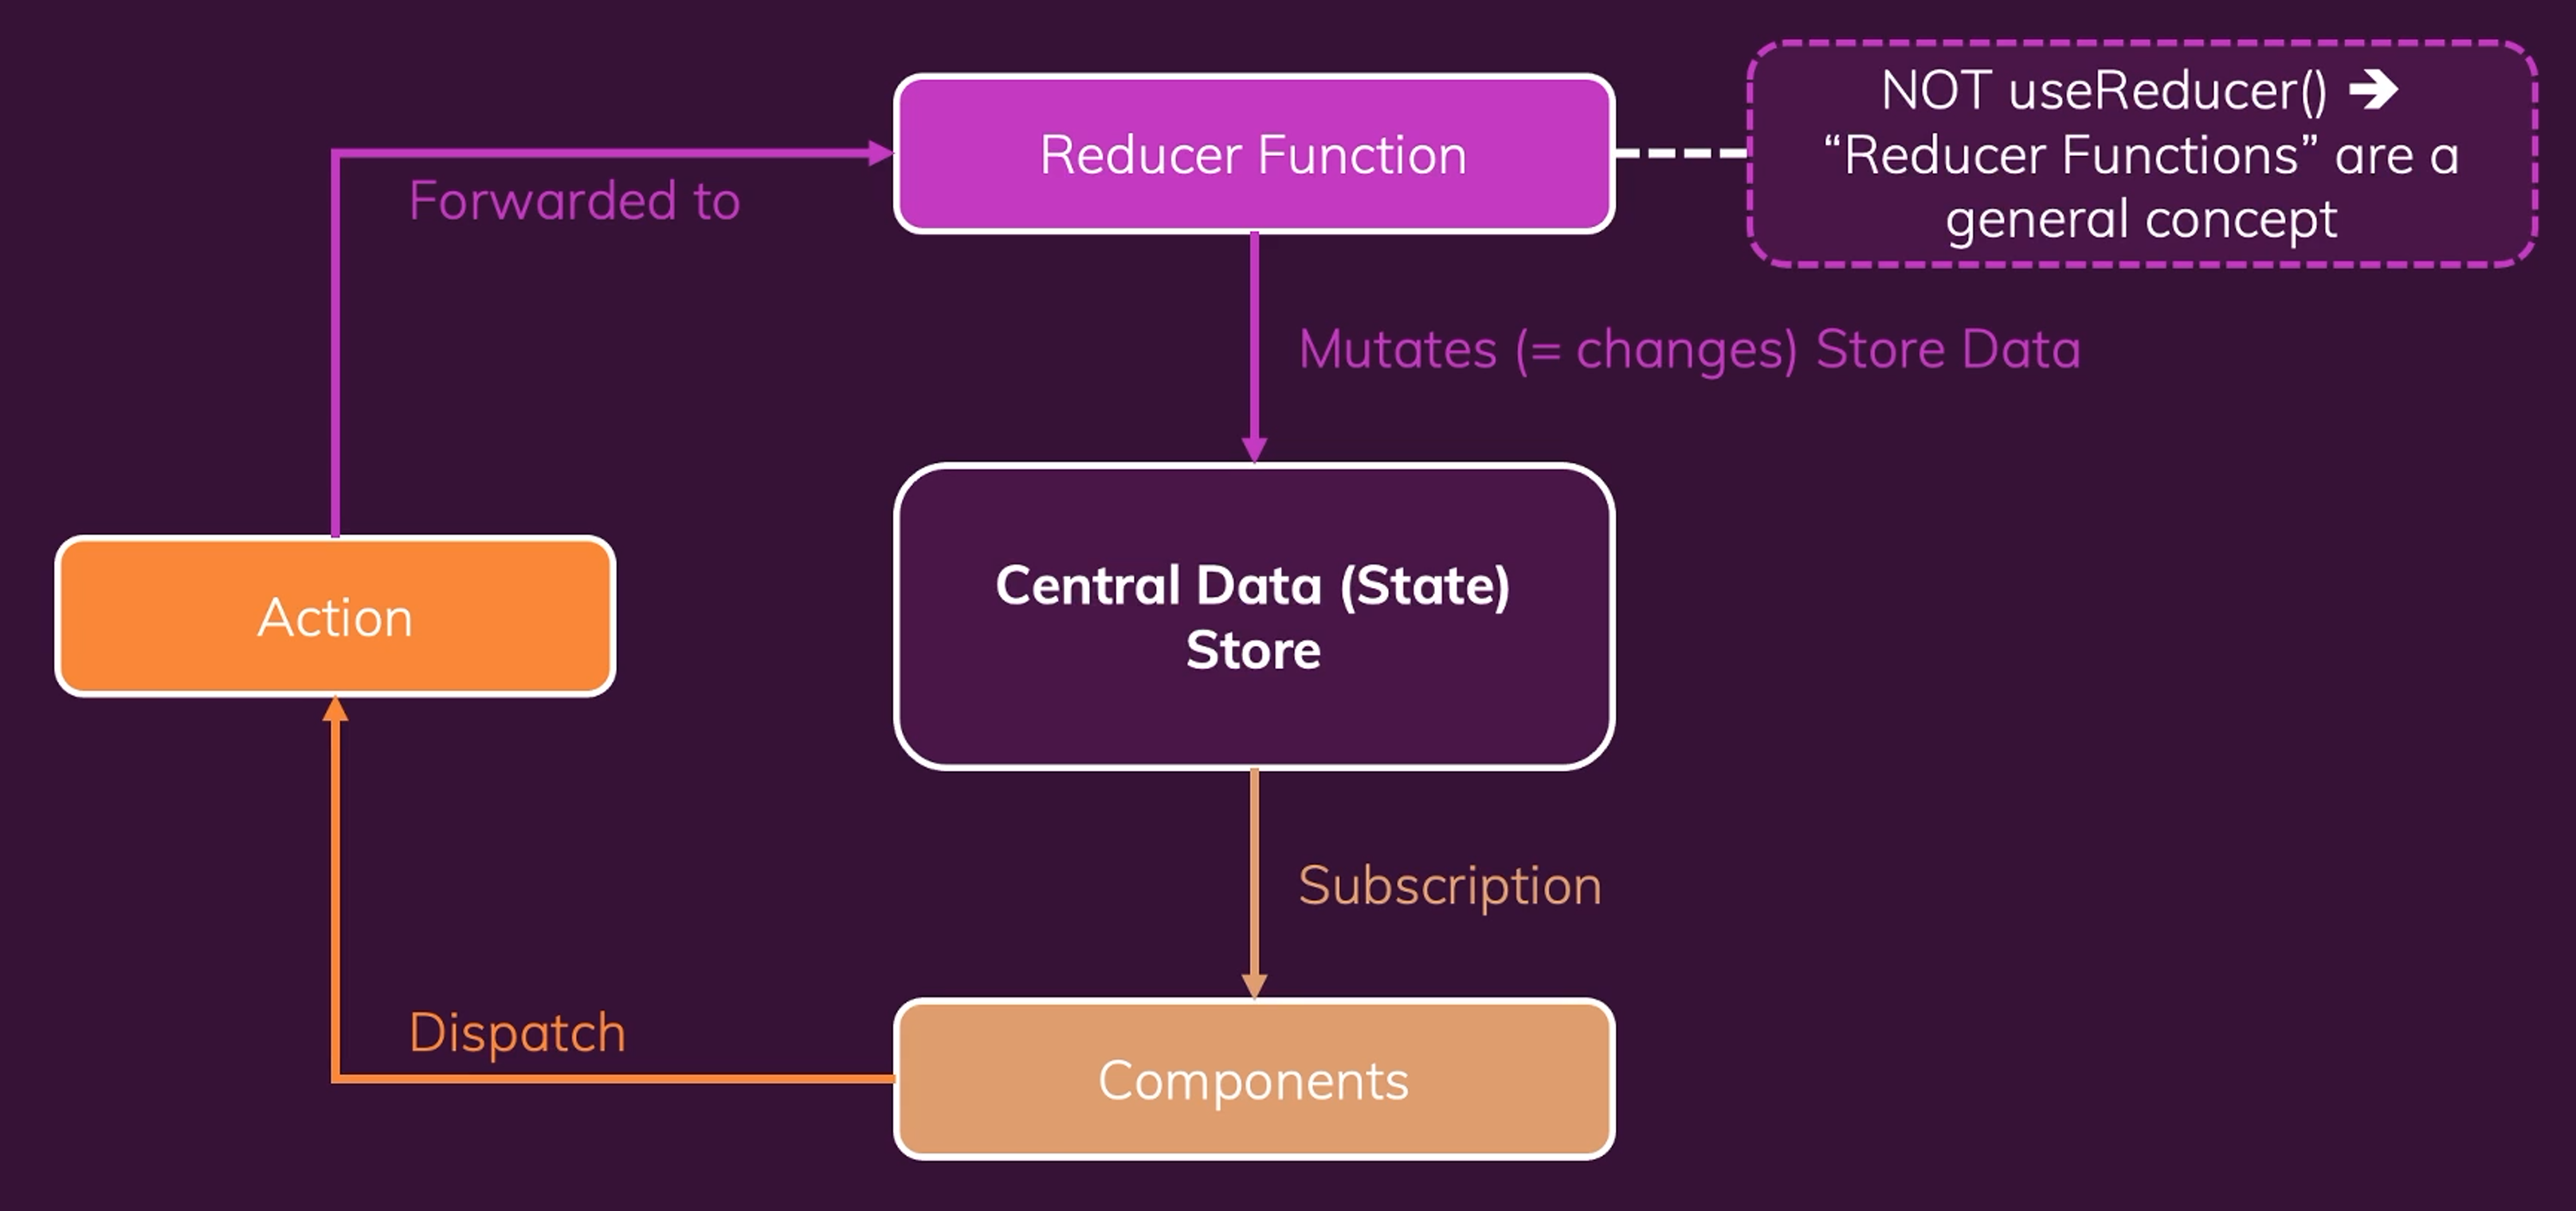 Reducer Function
NOT useReducer() 🡺
“Reducer Functions” are a
general concept
Forwarded to
Mutates (= changes) Store Data
Action
Central Data (State)
Store
Subscription
Dispatch
Components